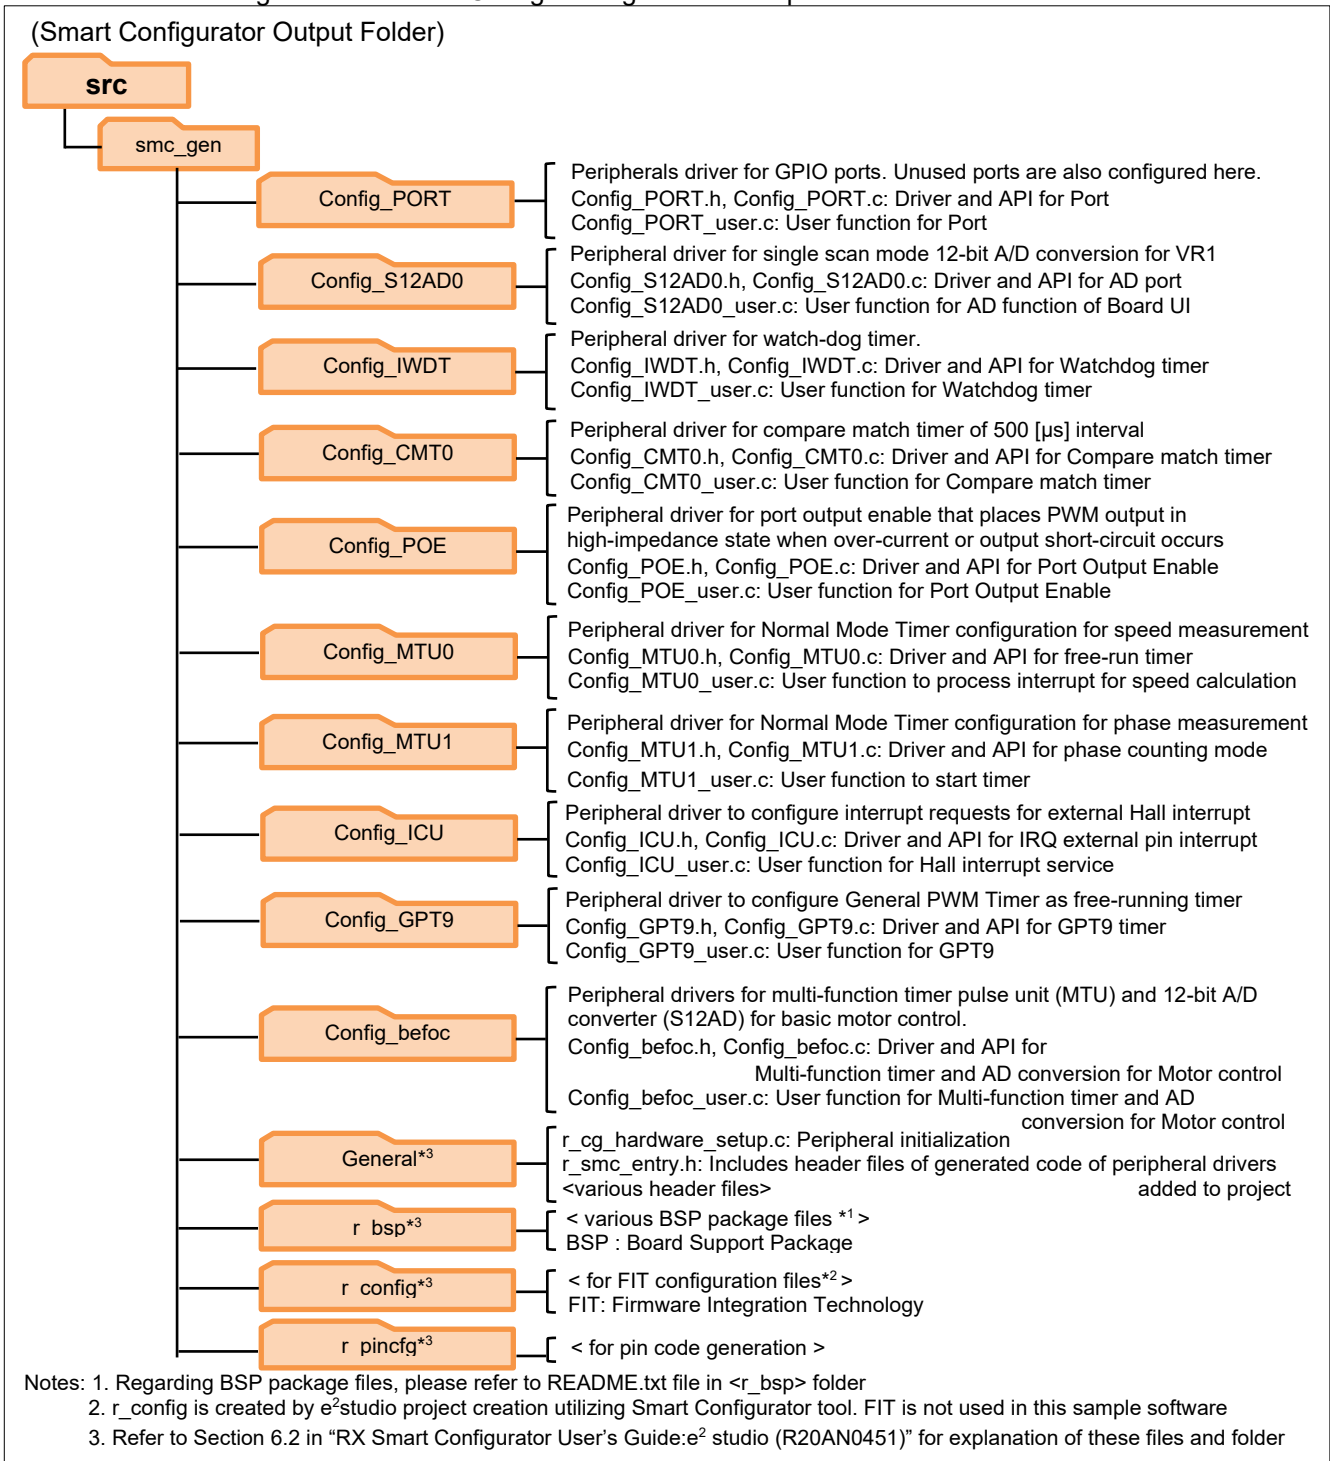 (Smart Configurator Output Folder)
src
smc_gen
Config_PORT
Peripherals driver for GPIO ports. Unused ports are also configured here.
Config_PORT.h, Config_PORT.c: Driver and API for Port
Config_PORT_user.c: User function for Port
Config_S12AD0
Peripheral driver for single scan mode 12-bit A/D conversion for VR1
Config_S12AD0.h, Config_S12AD0.c: Driver and API for AD port
Config_S12AD0_user.c: User function for AD function of Board UI
Config_IWDT
Peripheral driver for watch-dog timer.
Config_IWDT.h, Config_IWDT.c: Driver and API for Watchdog timer
Config_IWDT_user.c: User function for Watchdog timer
Config_CMT0
Peripheral driver for compare match timer of 500 [µs] interval
Config_CMT0.h, Config_CMT0.c: Driver and API for Compare match timer
Config_CMT0_user.c: User function for Compare match timer
Config_POE
Peripheral driver for port output enable that places PWM output in
high-impedance state when over-current or output short-circuit occurs
Config_POE.h, Config_POE.c: Driver and API for Port Output Enable
Config_POE_user.c: User function for Port Output Enable
Config_MTU0
Peripheral driver for Normal Mode Timer configuration for speed measurement
Config_MTU0.h, Config_MTU0.c: Driver and API for free-run timer
Config_MTU0_user.c: User function to process interrupt for speed calculation
Config_MTU1
Peripheral driver for Normal Mode Timer configuration for phase measurement
Config_MTU1.h, Config_MTU1.c: Driver and API for phase counting mode
Config_MTU1_user.c: User function to start timer
Config_ICU
Peripheral driver to configure interrupt requests for external Hall interrupt
Config_ICU.h, Config_ICU.c: Driver and API for IRQ external pin interrupt
Config_ICU_user.c: User function for Hall interrupt service
Config_GPT9
Peripheral driver to configure General PWM Timer as free-running timer
Config_GPT9.h, Config_GPT9.c: Driver and API for GPT9 timer
Config_GPT9_user.c: User function for GPT9
Config_befoc
Peripheral drivers for multi-function timer pulse unit (MTU) and 12-bit A/D
converter (S12AD) for basic motor control.
Config_befoc.h, Config_befoc.c: Driver and API for
Multi-function timer and AD conversion for Motor control
Config_befoc_user.c: User function for Multi-function timer and AD
conversion for Motor control
General*3
r_cg_hardware_setup.c: Peripheral initialization
r_smc_entry.h: Includes header files of generated code of peripheral drivers
<various header files> added to project
r_bsp*3
< various BSP package files *1 >
BSP : Board Support Package
r_config*3
< for FIT configuration files*2 >
FIT: Firmware Integration Technology
r_pincfg*3
< for pin code generation >
Notes: 1. Regarding BSP package files, please refer to README.txt file in <r_bsp> folder
2. r_config is created by e2studio project creation utilizing Smart Configurator tool. FIT is not used in this sample software
3. Refer to Section 6.2 in “RX Smart Configurator User’s Guide:e2 studio (R20AN0451)” for explanation of these files and folder